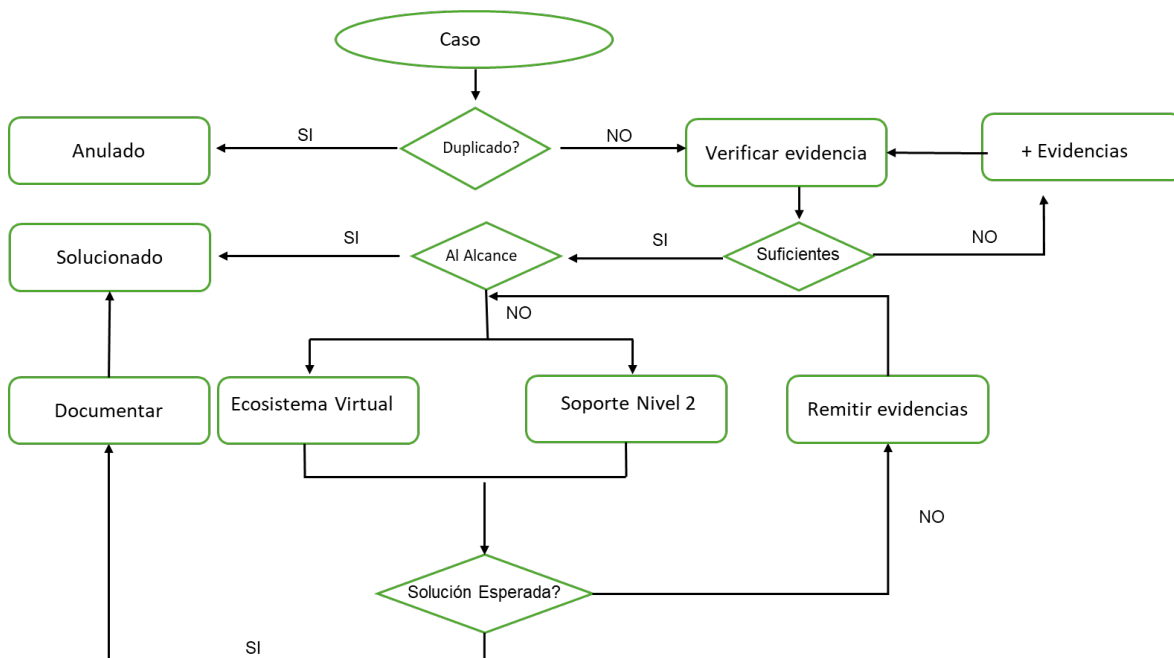 Caso
Duplicado?
SI
NO
Anulado
Verificar evidencia
+ Evidencias
Solucionado
SI
Al Alcance
SI
Suficientes
NO
NO
Documentar
Ecosistema Virtual
Soporte Nivel 2
Remitir evidencias
NO
Solución Esperada?
SI